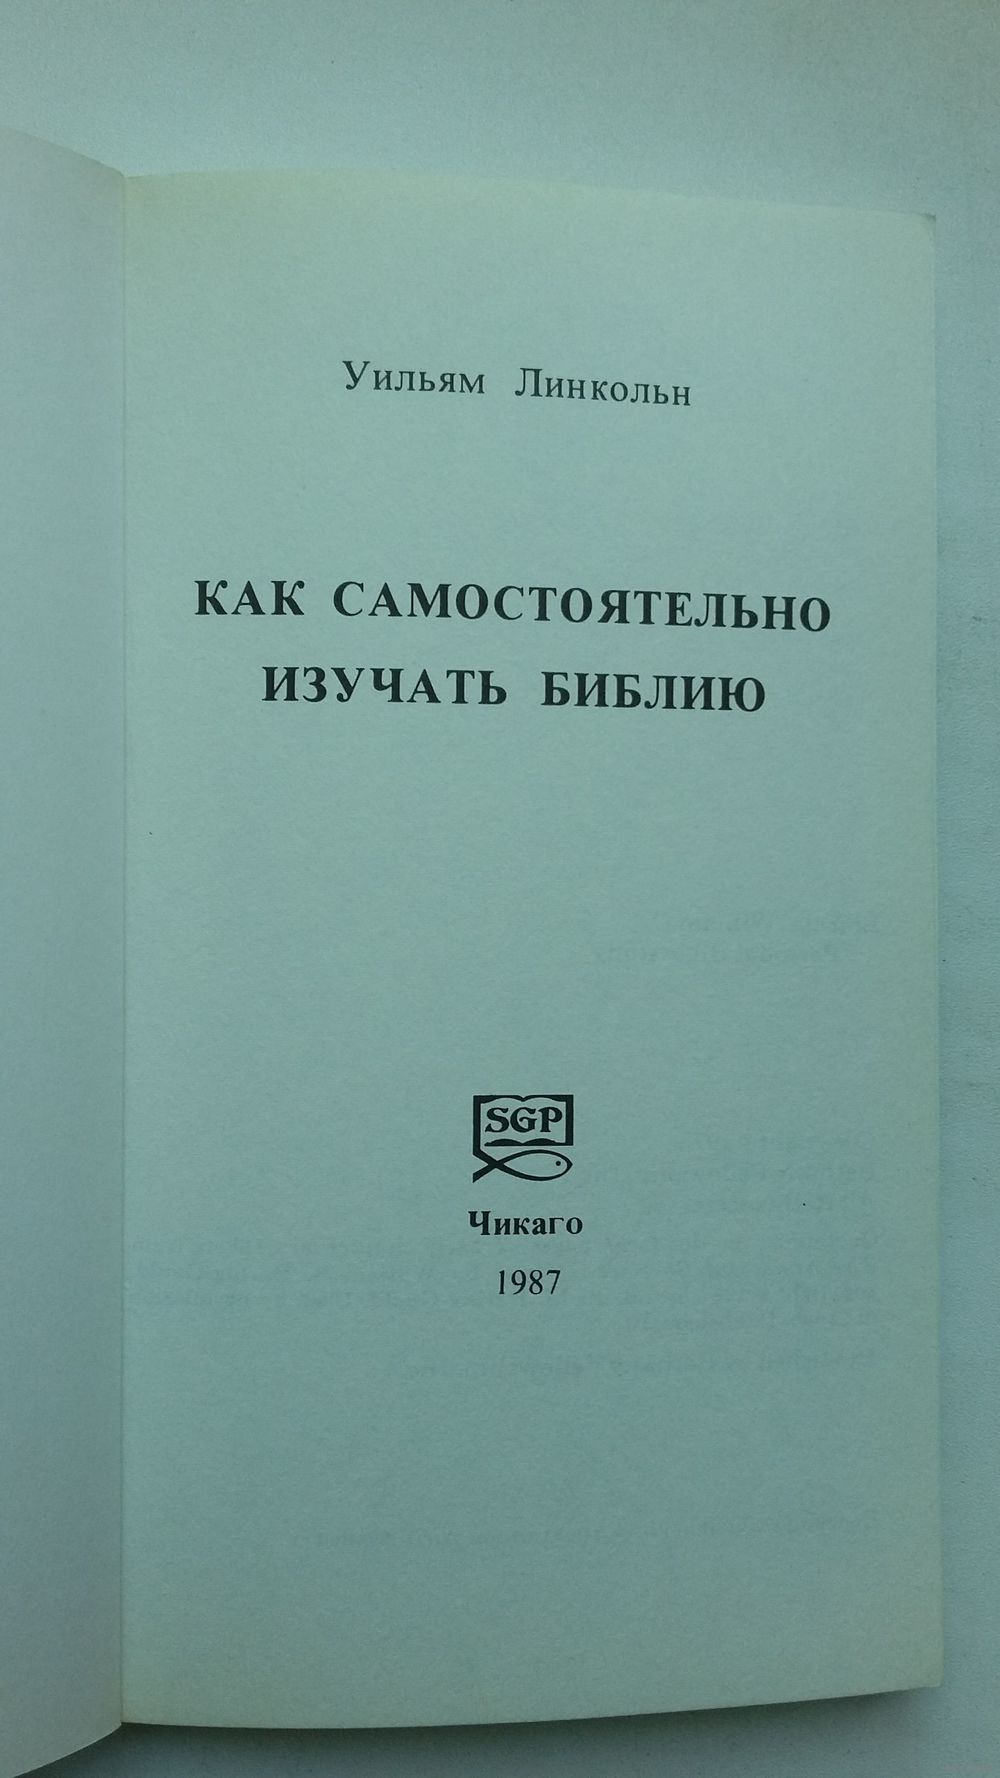 Уильям Линкольн
КАК САМОСТОЯТЕЛЬНО
ИЗУЧАТЬ БИБЛИЮ
SGP
Чикаго
1987